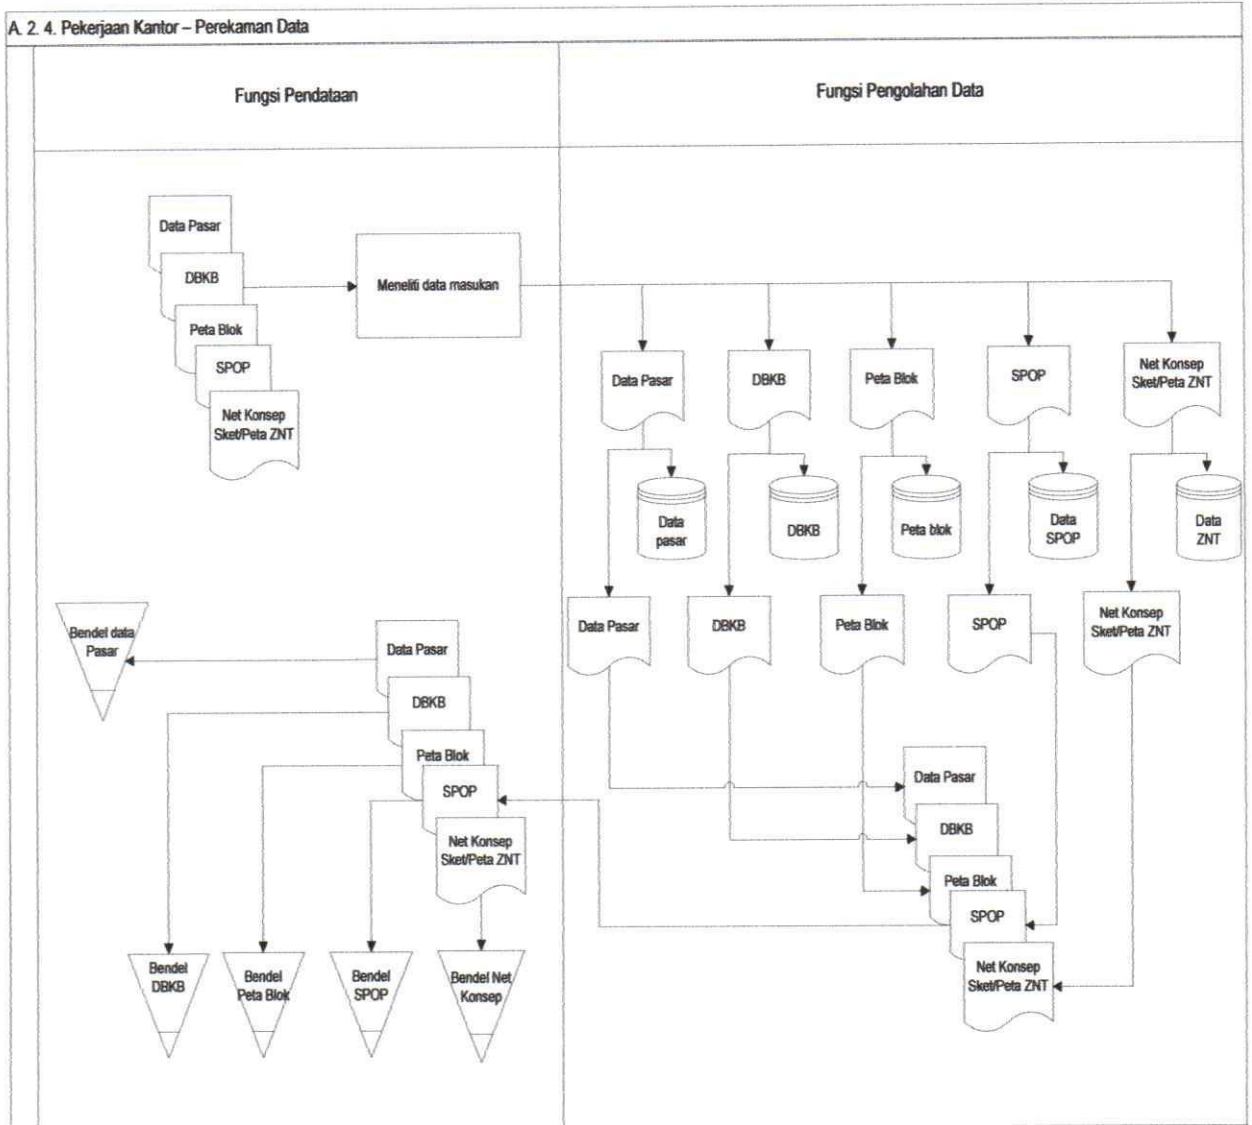 A. 2. 4. Pekerjaan Kantor – Perekaman Data
Fungsi Pendataan
Fungsi Pengolahan Data
Data Pasar
DBKB
Peta Blok
SPOP
Net Konsep
Sket/Peta ZNT
Meneliti data masukan
Data Pasar
DBKB
Peta Blok
SPOP
Net Konsep
Sket/Peta ZNT
Data
pasar
DBKB
Peta blok
Data
SPOP
Data
ZNT
Data Pasar
DBKB
Peta Blok
SPOP
Net Konsep
Sket/Peta ZNT
Bendel data
Pasar
Data Pasar
DBKB
Peta Blok
SPOP
Net Konsep
Sket/Peta ZNT
Data Pasar
DBKB
Peta Blok
SPOP
Net Konsep
Sket/Peta ZNT
Bendel
DBKB
Bendel
Peta Blok
Bendel
SPOP
Bendel Net
Konsep